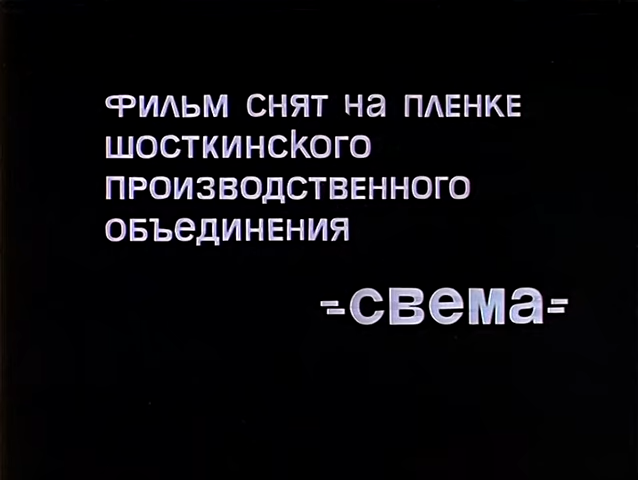 ФИЛЬМ СНЯТ На ПЛЕНКЕ
ШОСТКИНСКОГО
ПРОИЗВОДСТВЕННОГО
ОБЪеДИНЕНИЯ
-СВема-